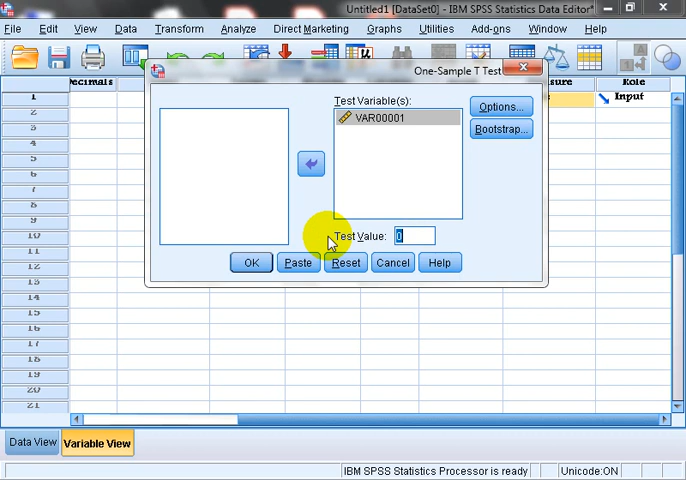 Untitled1 [DataSet0] - IBM SPSS Statistics Data Editor*
File Edit View Data Transform Analyze Direct Marketing Graphs Utilities Add-ons Window Help
One-Sample T Test
Decimals Role
Test Variable(s):
Options...
1 Input
VAR00001
2
Bootstrap...
3
4
5
6
7
8
9
10
Test Value: 0
11
12
OK Paste Reset Cancel Help
13
14
15
16
17
18
19
20
21
Data View Variable View
IBM SPSS Statistics Processor is ready Unicode:ON